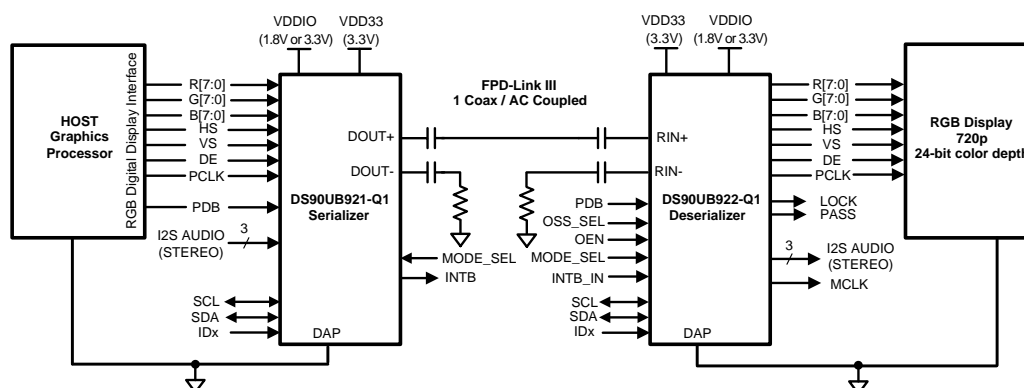 VDDIO
(1.8V or 3.3V)
VDD33
(3.3V)
VDD33
(3.3V)
VDDIO
(1.8V or 3.3V)
HOST
Graphics
Processor
RGB Digital Display Interface
R[7:0]
G[7:0]
B[7:0]
HS
VS
DE
PCLK
PDB
I2S AUDIO
(STEREO)
3
SCL
SDA
IDx
DOUT+
DOUT-
DS90UB921-Q1
Serializer
MODE_SEL
INTB
DAP
FPD-Link III
1 Coax / AC Coupled
RIN+
RIN-
DS90UB922-Q1
Deserializer
PDB
OSS_SEL
OEN
MODE_SEL
INTB_IN
SCL
SDA
IDx
DAP
R[7:0]
G[7:0]
B[7:0]
HS
VS
DE
PCLK
LOCK
PASS
3
I2S AUDIO
(STEREO)
MCLK
RGB Display
720p
24-bit color depth